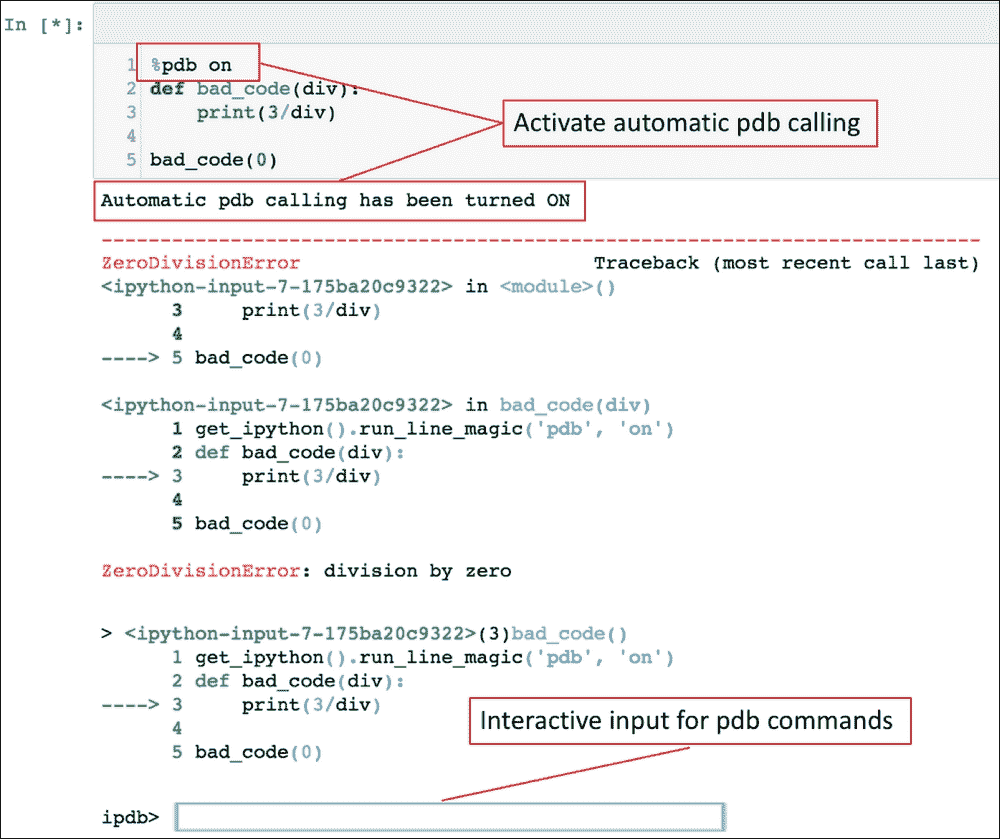 In [*]:
1 %pdb on
2 def bad_code(div):
3     print(3/div)
4
5 bad_code(0)
Activate automatic pdb calling
Automatic pdb calling has been turned ON
---------------------------------------------------------------------------
ZeroDivisionError                         Traceback (most recent call last)
<ipython-input-7-175ba20c9322> in <module>()
      3     print(3/div)
      4
----> 5 bad_code(0)
<ipython-input-7-175ba20c9322> in bad_code(div)
      1 get_ipython().run_line_magic('pdb', 'on')
      2 def bad_code(div):
----> 3     print(3/div)
      4
      5 bad_code(0)
ZeroDivisionError: division by zero
> <ipython-input-7-175ba20c9322>(3)bad_code()
      1 get_ipython().run_line_magic('pdb', 'on')
      2 def bad_code(div):
----> 3     print(3/div)
      4
      5 bad_code(0)
Interactive input for pdb commands
ipdb>